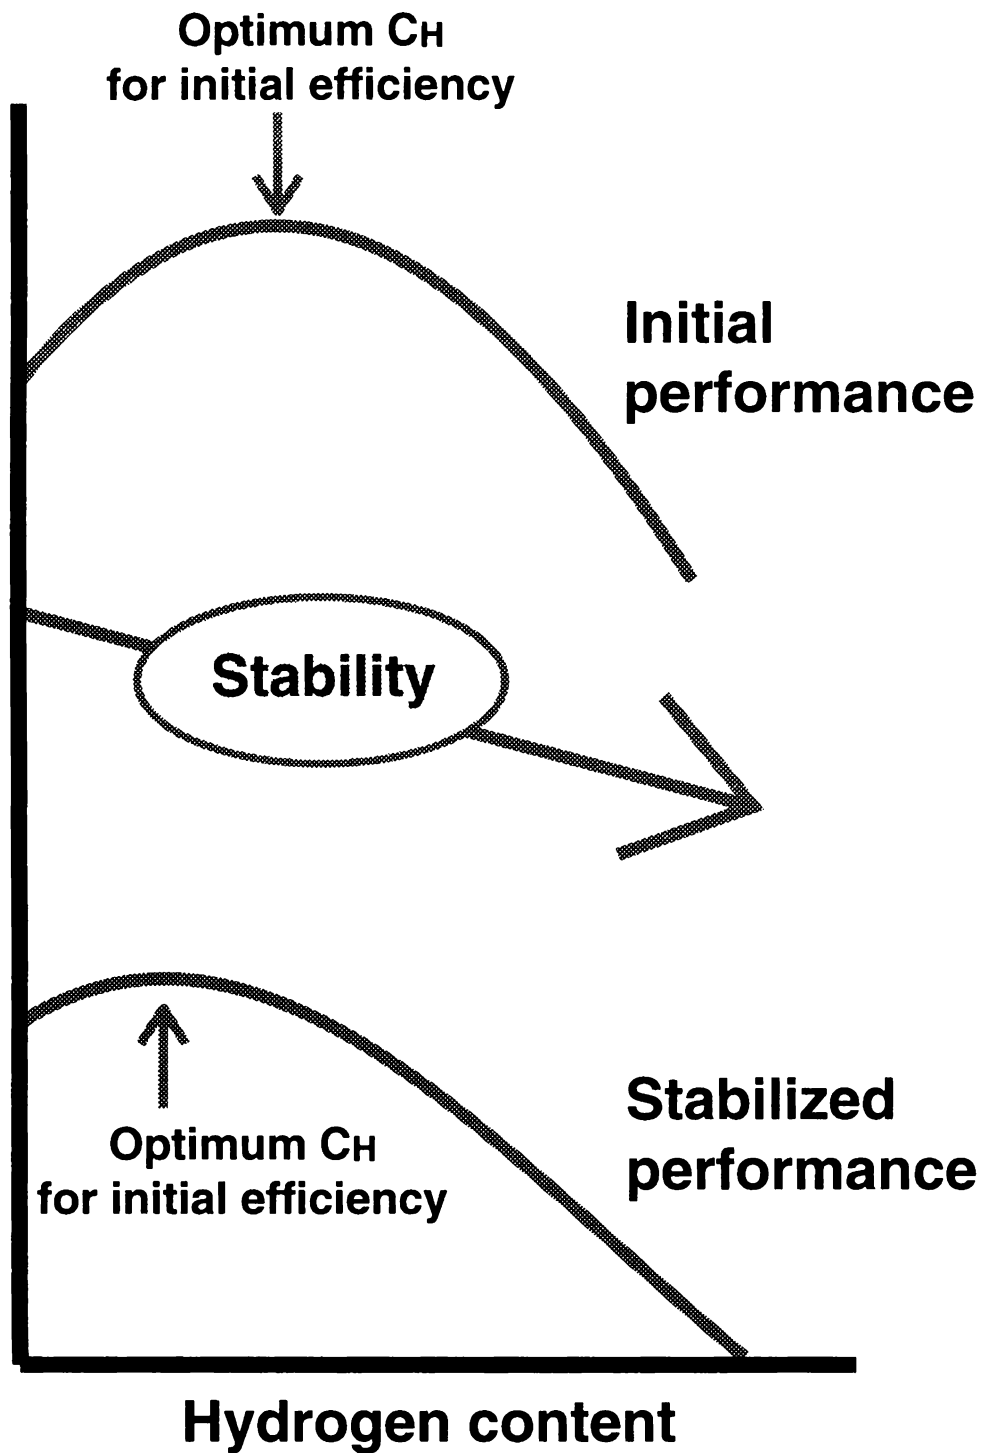 Optimum CH
for initial efficiency
Initial
performance
Stability
Optimum CH
for initial efficiency
Stabilized
performance
Hydrogen content